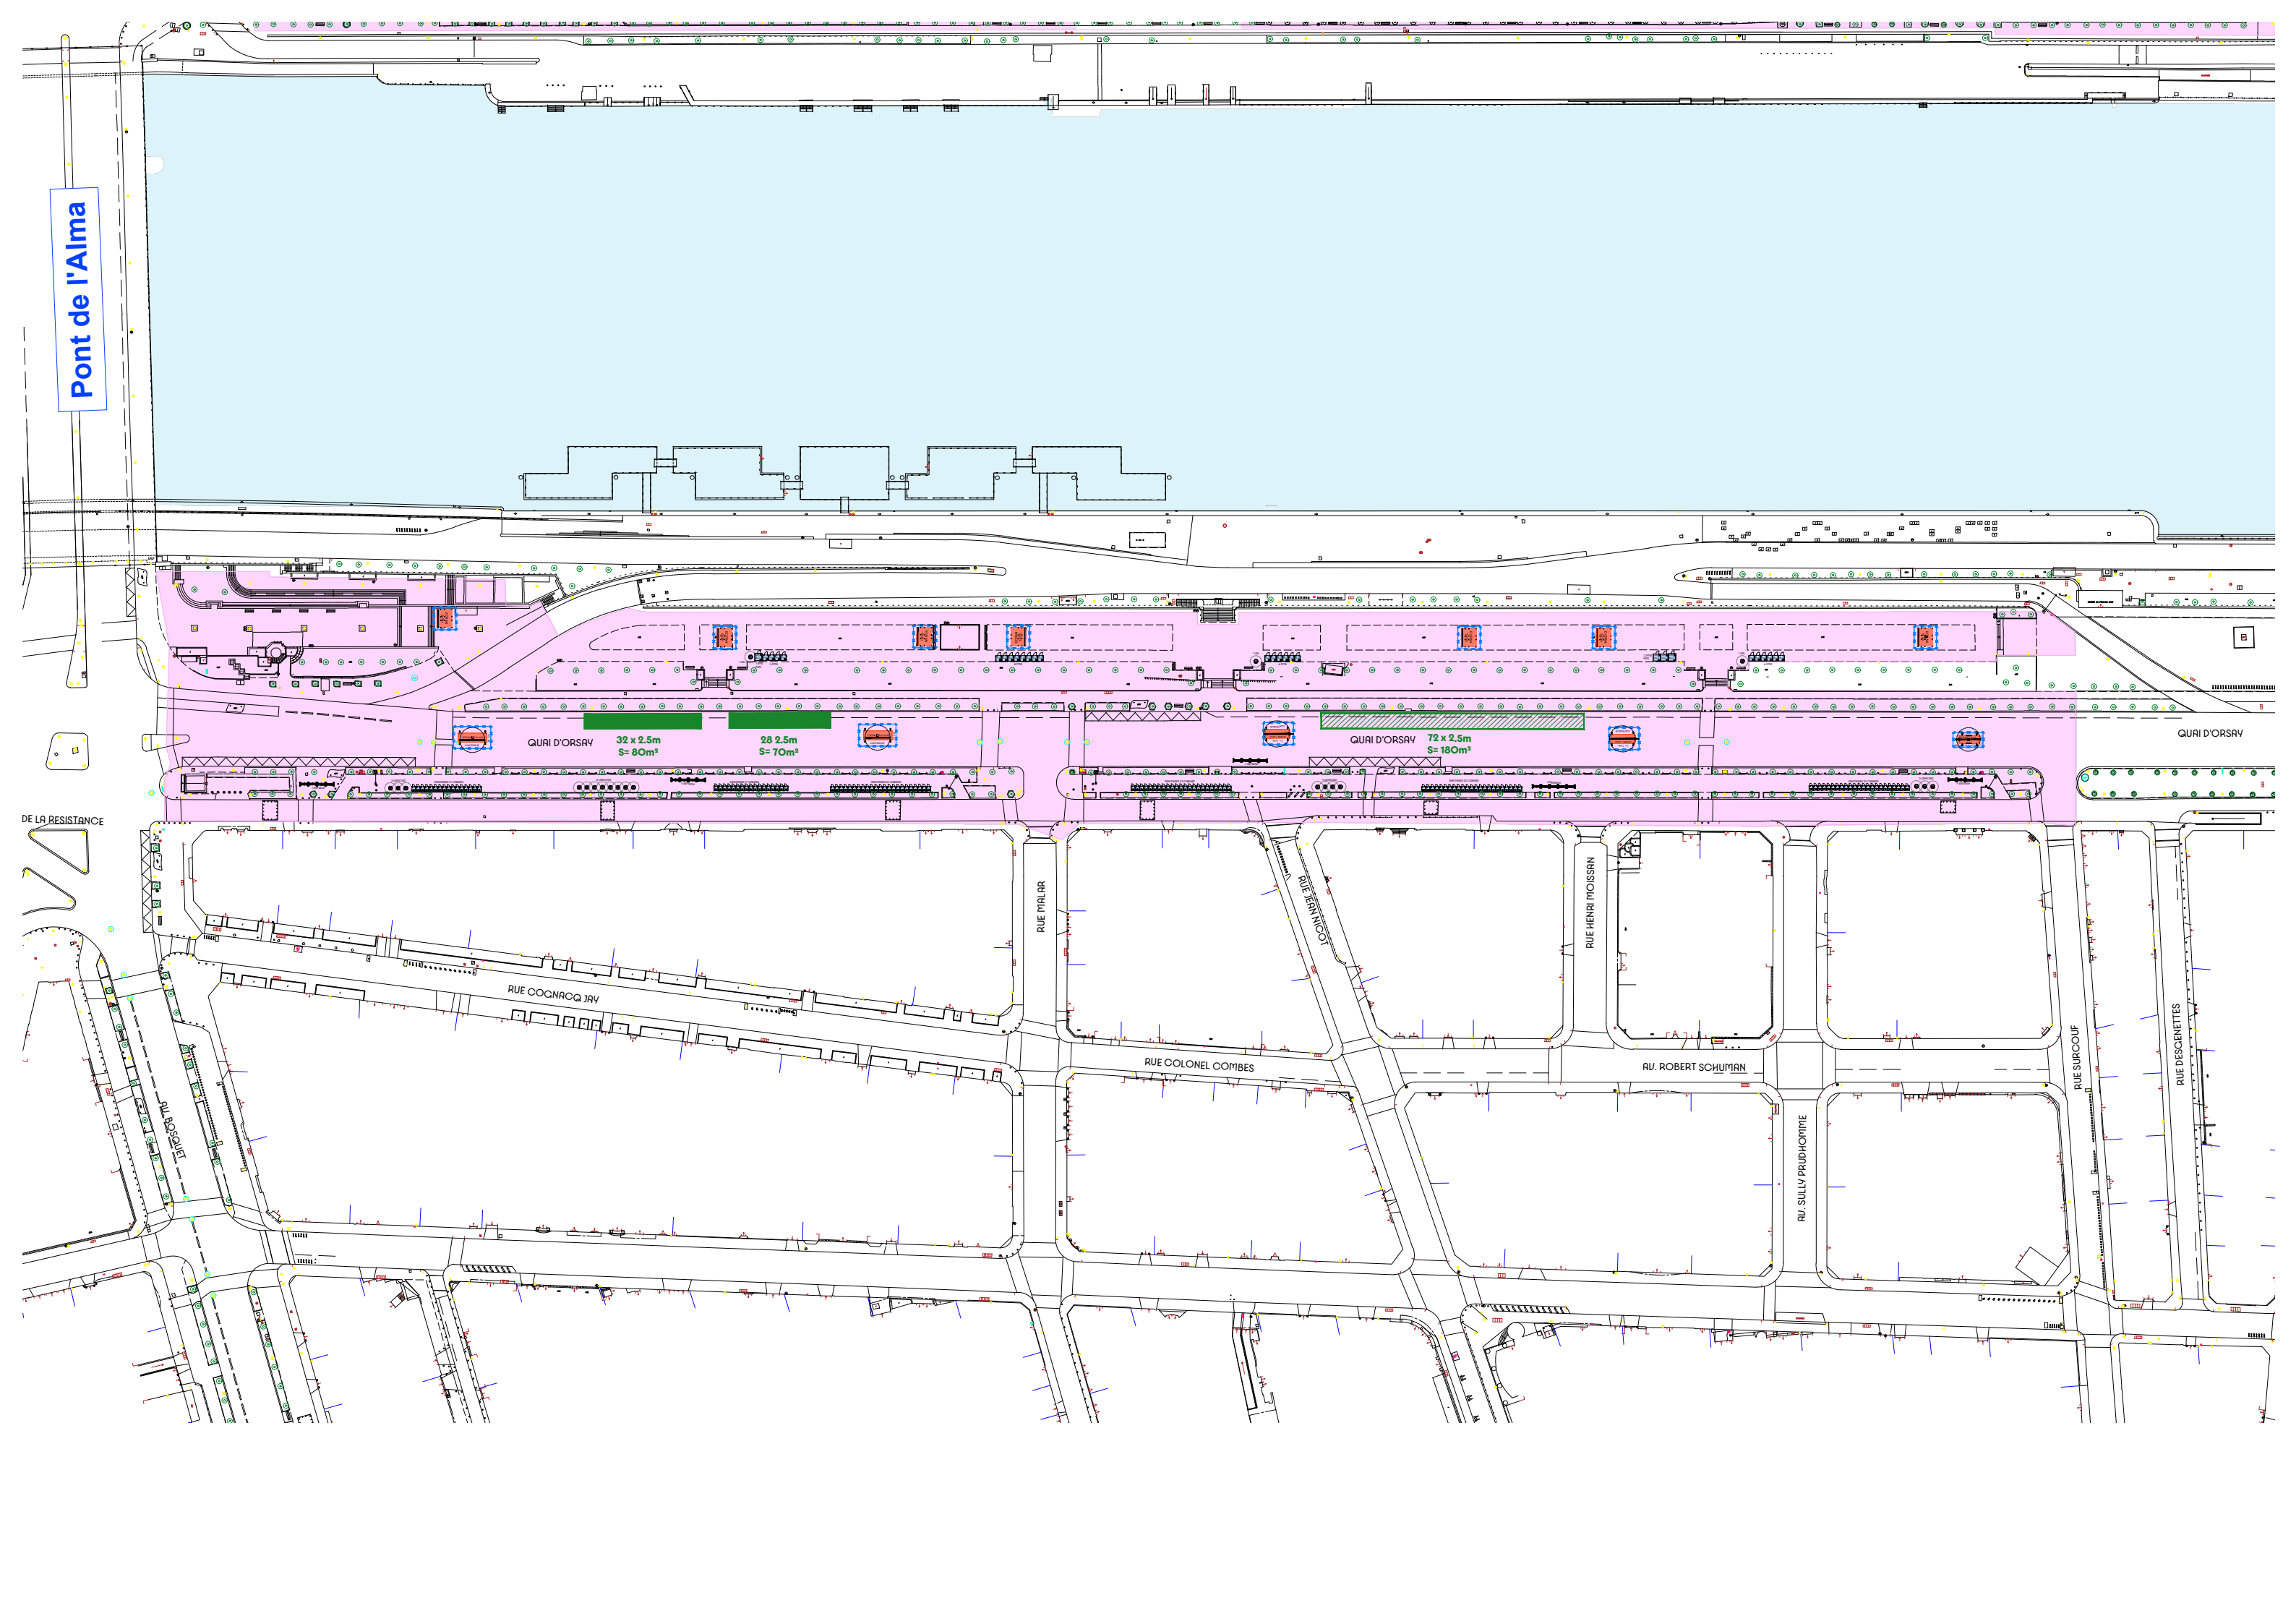 Pont de l'Alma
QUAI D'ORSAY
32 x 2.5m
S= 80m²
28 2.5m
S= 70m²
QUAI D'ORSAY
72 x 2.5m
S= 180m²
QUAI D'ORSAY
DE LA RESISTANCE
RUE MALAR
RUE JEAN NICOT
RUE HENRI MOISSAN
RUE COGNACQ JAY
RUE COLONEL COMBES
AV. ROBERT SCHUMAN
RUE SURCOUF
RUE DESGENETTES
AV. BOSQUET
AV. SULLY PRUDHOMME